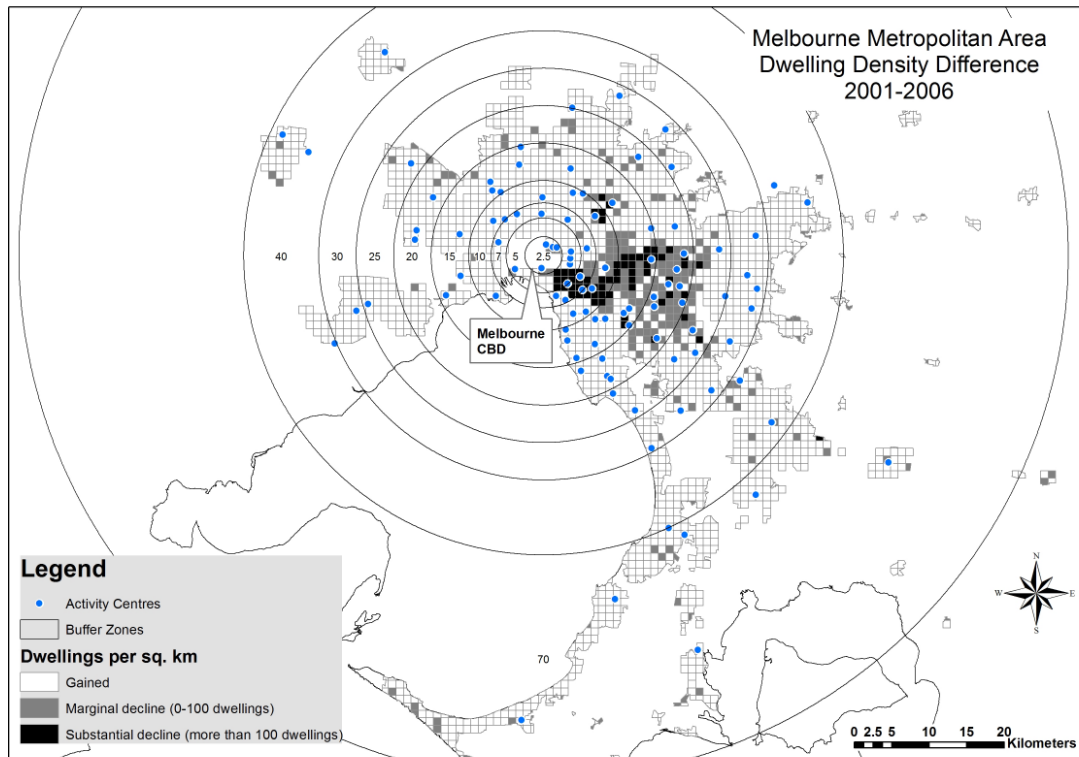 Melbourne Metropolitan Area
Dwelling Density Difference
2001-2006
40
30
25
20
15
10
7
5
2.5
Melbourne
CBD
70
Legend
Activity Centres
Buffer Zones
Dwellings per sq. km
Gained
Marginal decline (0-100 dwellings)
Substantial decline (more than 100 dwellings)
N
W
E
S
0 2.5 5 10 15 20
Kilometers